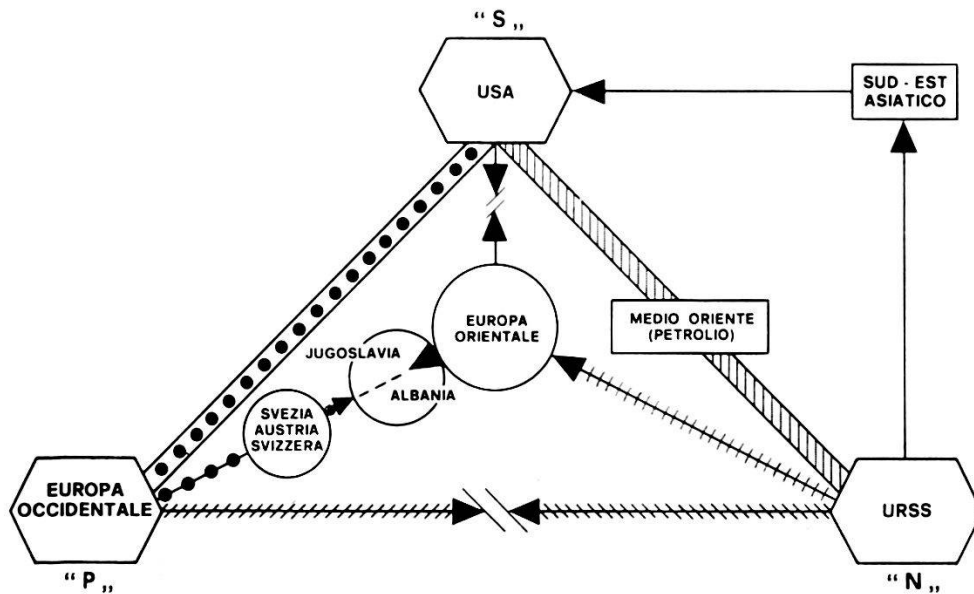 “ S „
USA
SUD - EST
ASIATICO
EUROPA
ORIENTALE
MEDIO ORIENTE
(PETROLIO)
JUGOSLAVIA
ALBANIA
SVEZIA
AUSTRIA
SVIZZERA
EUROPA
OCCIDENTALE
URSS
“ P „
“ N „